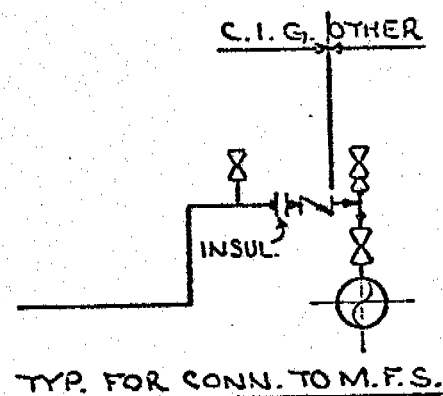 C.I.G. OTHER
INSUL.
TYP. FOR CONN. TO M.F.S.